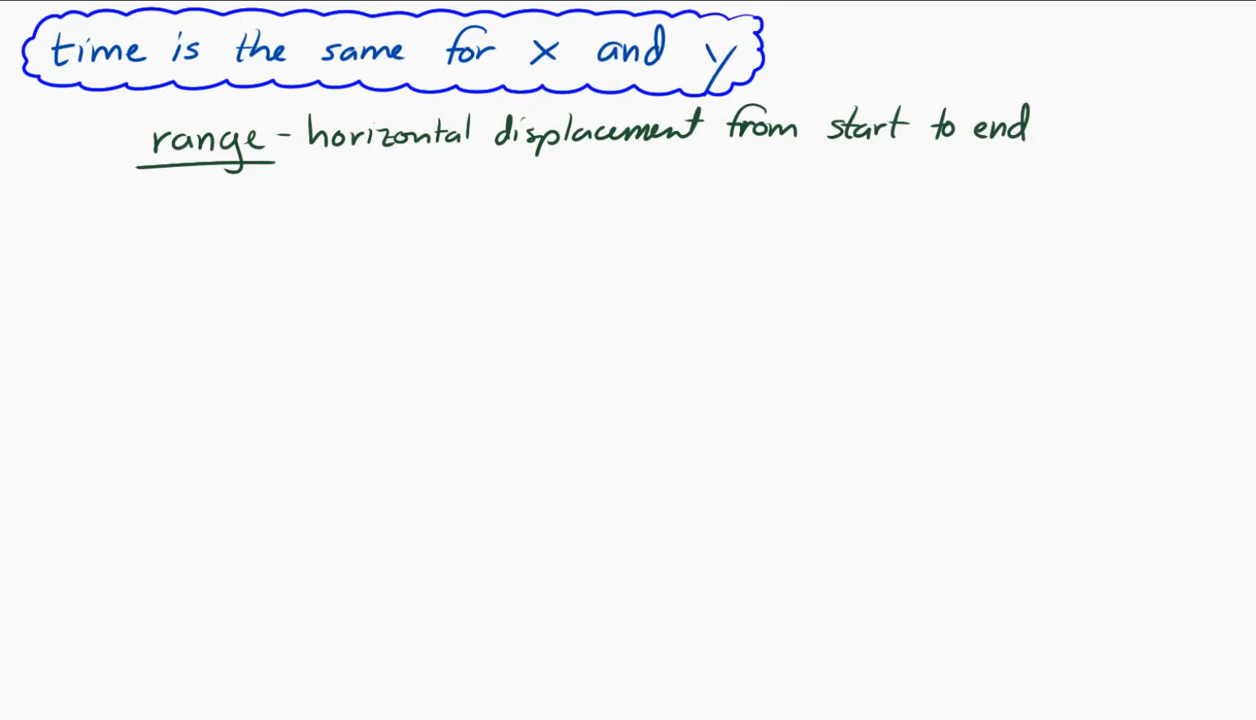 time is the same for x and y
range - horizontal displacement from start to end